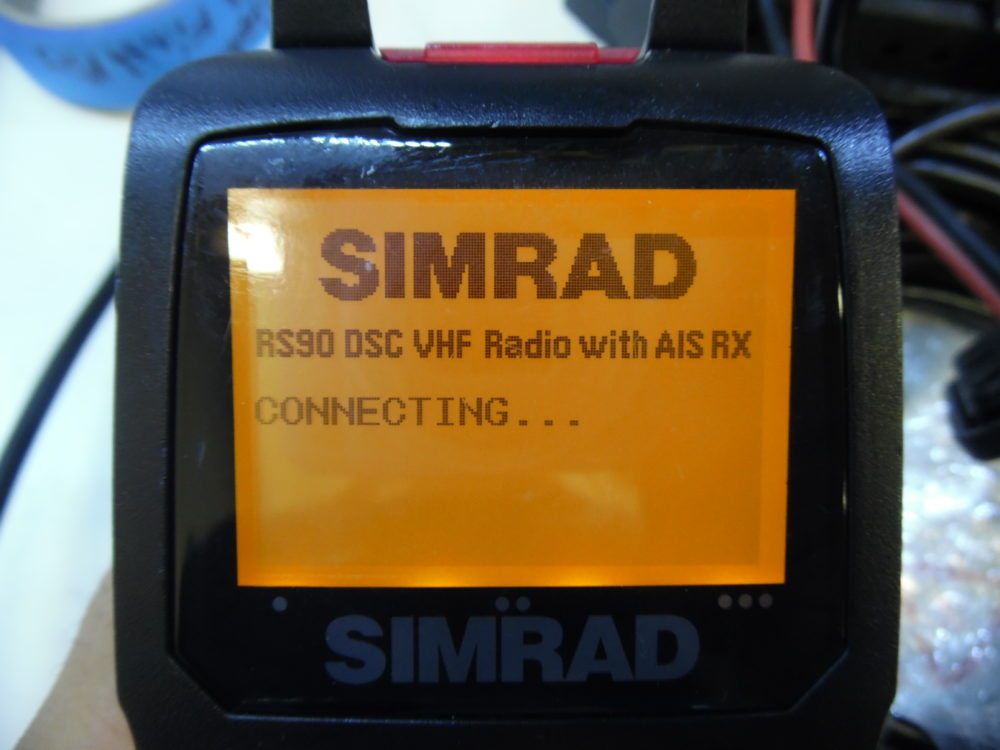 SIMRAD
RS90 DSC VHF Radio with AIS RX
CONNECTING...
SIMRAD